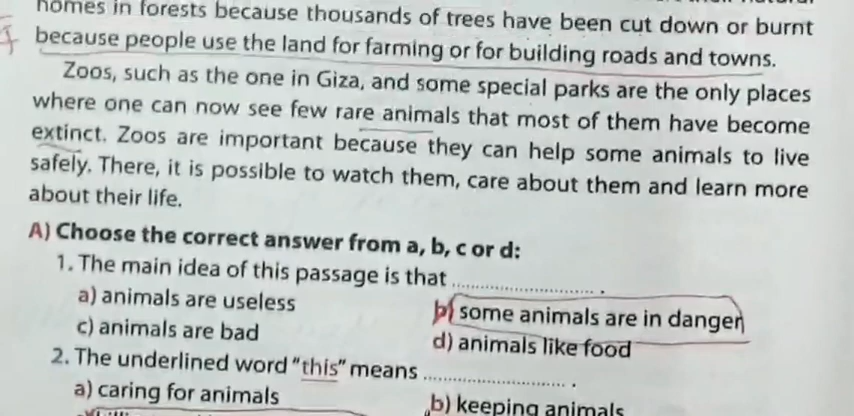 homes in forests because thousands of trees have been cut down or burnt
because people use the land for farming or for building roads and towns.
Zoos, such as the one in Giza, and some special parks are the only places
where one can now see few rare animals that most of them have become
extinct. Zoos are important because they can help some animals to live
safely. There, it is possible to watch them, care about them and learn more
about their life.
A) Choose the correct answer from a, b, c or d:
1. The main idea of this passage is that .............................. .
a) animals are useless b) some animals are in danger
c) animals are bad d) animals like food
2. The underlined word "this" means .............................. .
a) caring for animals b) keeping animals